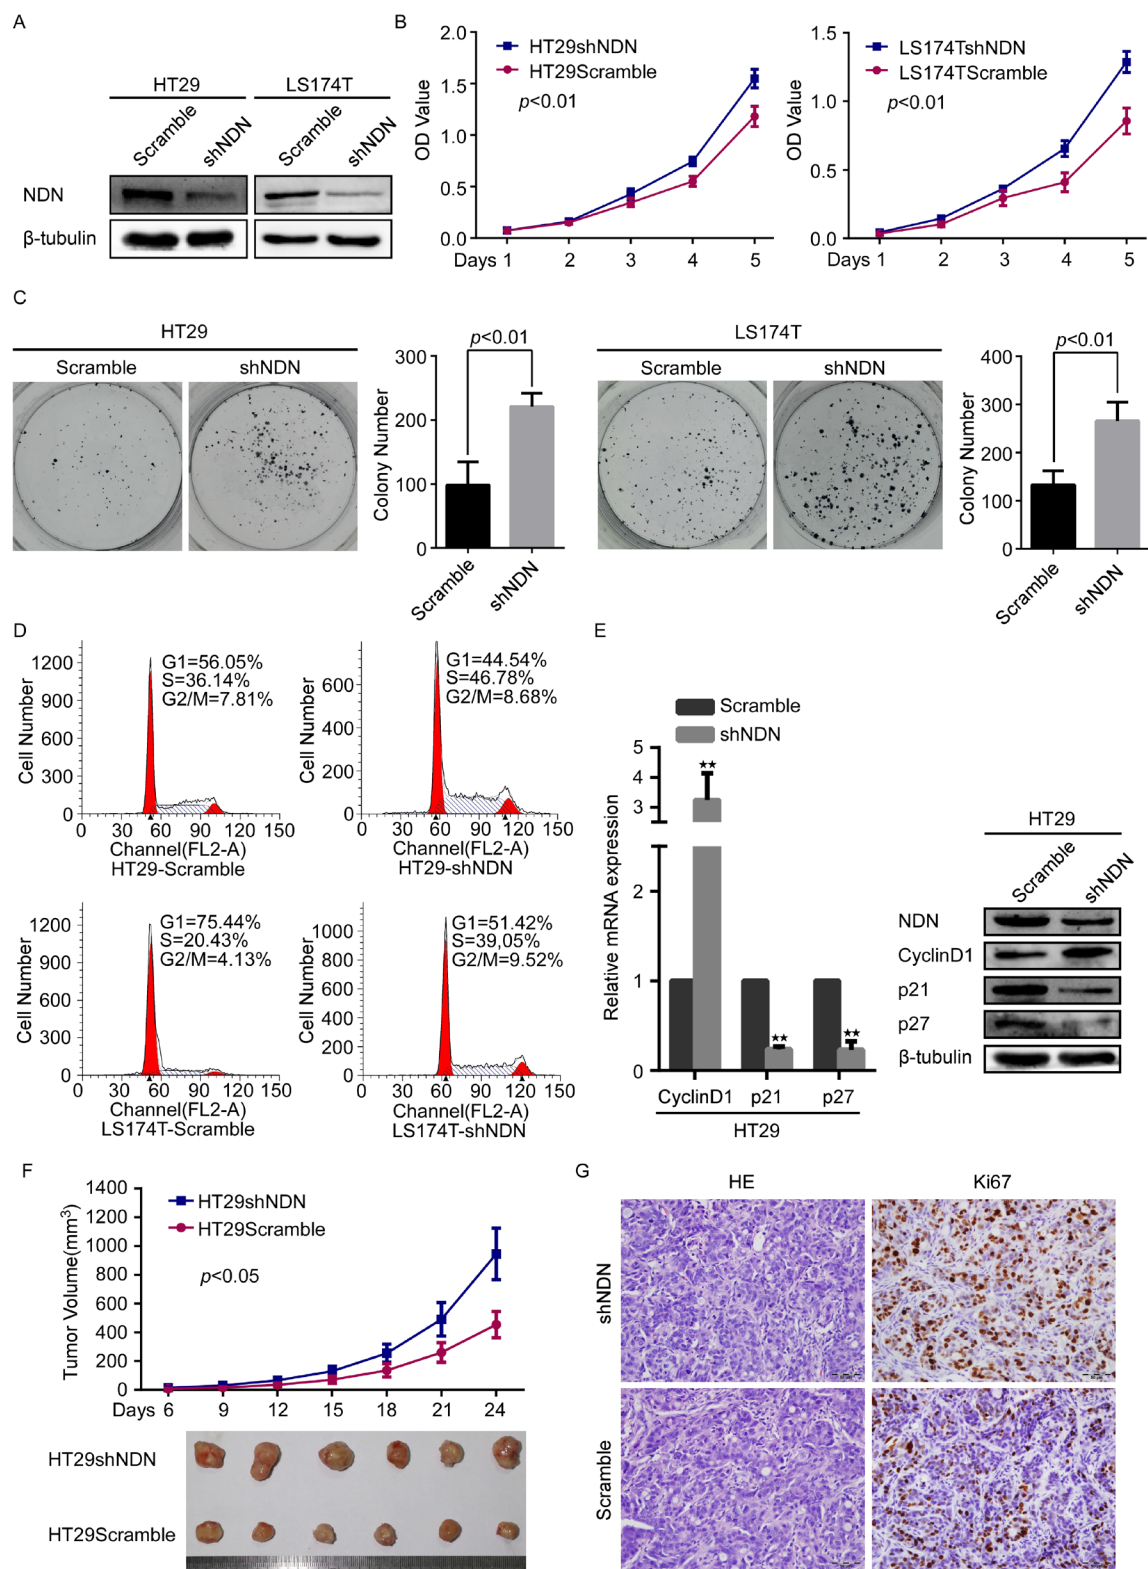 A
HT29
LS174T
Scramble
shNDN
Scramble
shNDN
NDN
β-tubulin
B
2.0
1.5
1.0
0.5
0.0
OD Value
HT29shNDN
HT29Scramble
p<0.01
Days 1 2 3 4 5
1.5
1.0
0.5
0.0
OD Value
LS174TshNDN
LS174TScramble
p<0.01
Days 1 2 3 4 5
C
HT29
Scramble
shNDN
300
200
100
0
Colony Number
p<0.01
Scramble
shNDN
LS174T
Scramble
shNDN
400
300
200
100
0
Colony Number
p<0.01
Scramble
shNDN
D
1200
900
600
300
0
Cell Number
G1=56.05%
S=36.14%
G2/M=7.81%
0 30 60 90 120 150
Channel(FL2-A)
HT29-Scramble
600
400
200
0
Cell Number
G1=44.54%
S=46.78%
G2/M=8.68%
0 30 60 90 120 150
Channel(FL2-A)
HT29-shNDN
1200
900
600
300
0
Cell Number
G1=75.44%
S=20.43%
G2/M=4.13%
0 30 60 90 120 150
Channel(FL2-A)
LS174T-Scramble
1000
800
600
400
200
0
Cell Number
G1=51.42%
S=39,05%
G2/M=9.52%
0 30 60 90 120 150
Channel(FL2-A)
LS174T-shNDN
E
Scramble
shNDN
5
4
3
2
1
0
Relative mRNA expression
★★
★★
★★
CyclinD1 p21 p27
HT29
HT29
Scramble
shNDN
NDN
CyclinD1
p21
p27
β-tubulin
F
1400
1200
1000
800
600
400
200
0
Tumor Volume(mm³)
HT29shNDN
HT29Scramble
p<0.05
Days 6 9 12 15 18 21 24
HT29shNDN
HT29Scramble
G
HE
Ki67
shNDN
Scramble